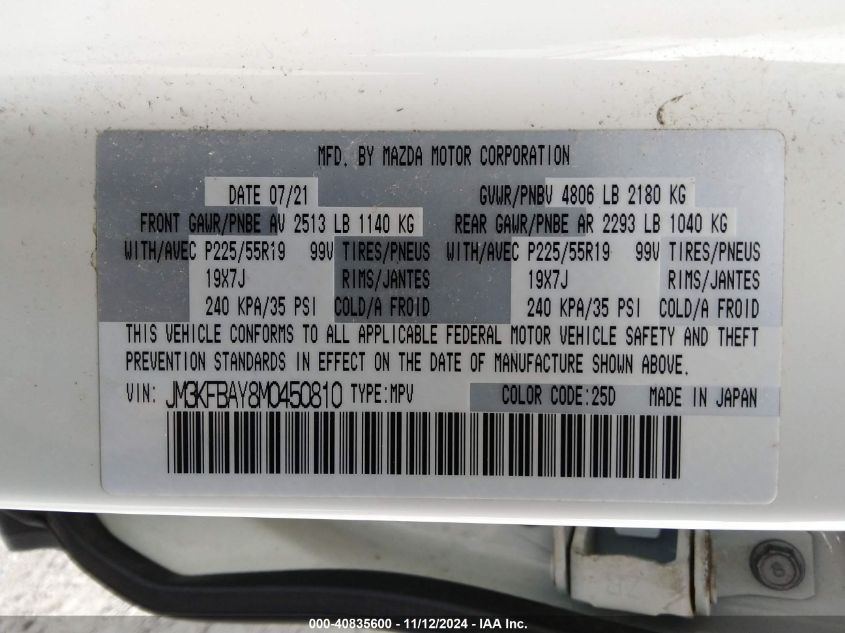 MFD. BY MAZDA MOTOR CORPORATION
DATE 07/21 GVWR/PNBV 4806 LB 2180 KG
FRONT GAWR/PNBE AV 2513 LB 1140 KG REAR GAWR/PNBE AR 2293 LB 1040 KG
WITH/AVEC P225/55R19 99V TIRES/PNEUS WITH/AVEC P225/55R19 99V TIRES/PNEUS
19X7J RIMS/JANTES 19X7J RIMS/JANTES
240 KPA/35 PSI COLD/A FROID 240 KPA/35 PSI COLD/A FROID
THIS VEHICLE CONFORMS TO ALL APPLICABLE FEDERAL MOTOR VEHICLE SAFETY AND THEFT
PREVENTION STANDARDS IN EFFECT ON THE DATE OF MANUFACTURE SHOWN ABOVE.
VIN: JM3KFBAY8M0450810 TYPE:MPV COLOR CODE:25D MADE IN JAPAN
8
000-40835600 - 11/12/2024 - IAA Inc.